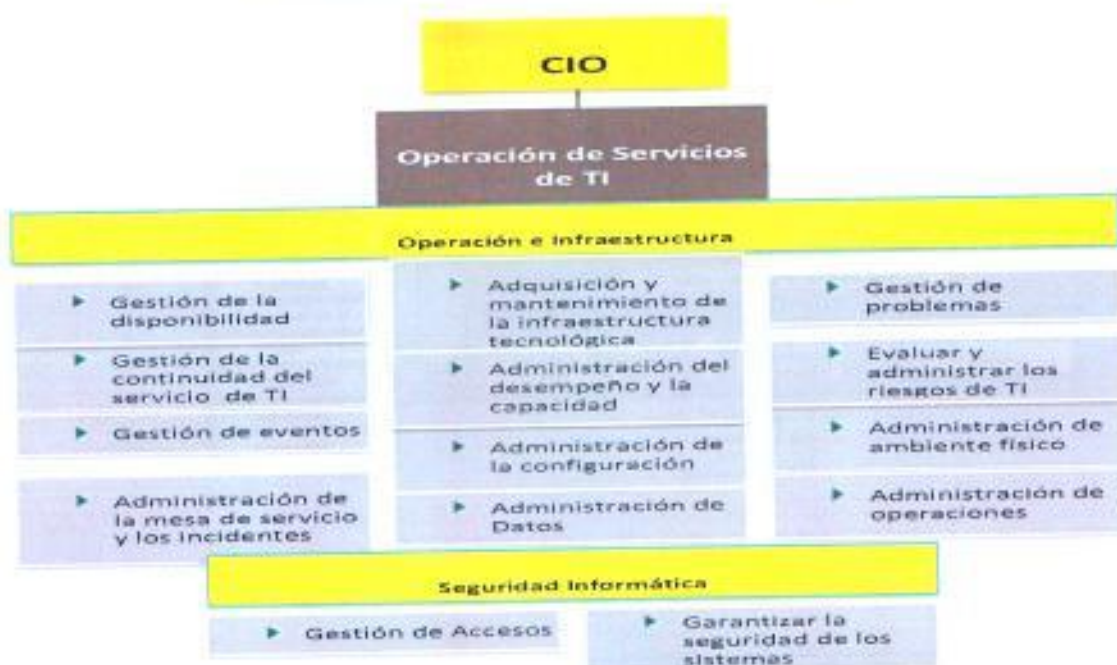 CIO
Operación de Servicios
de TI
Operación e Infraestructura
Gestión de la
disponibilidad
Gestión de la
continuidad del
servicio de TI
Gestión de eventos
Administración de
la mesa de servicio
y los incidentes
Adquisición y
mantenimiento de
la infraestructura
tecnológica
Administración del
desempeño y la
capacidad
Administración de
la configuración
Administración de
Datos
Gestión de
problemas
Evaluar y
administrar los
riesgos de TI
Administración de
ambiente físico
Administración de
operaciones
Seguridad Informática
Gestión de Accesos
Garantizar la
seguridad de los
sistemas